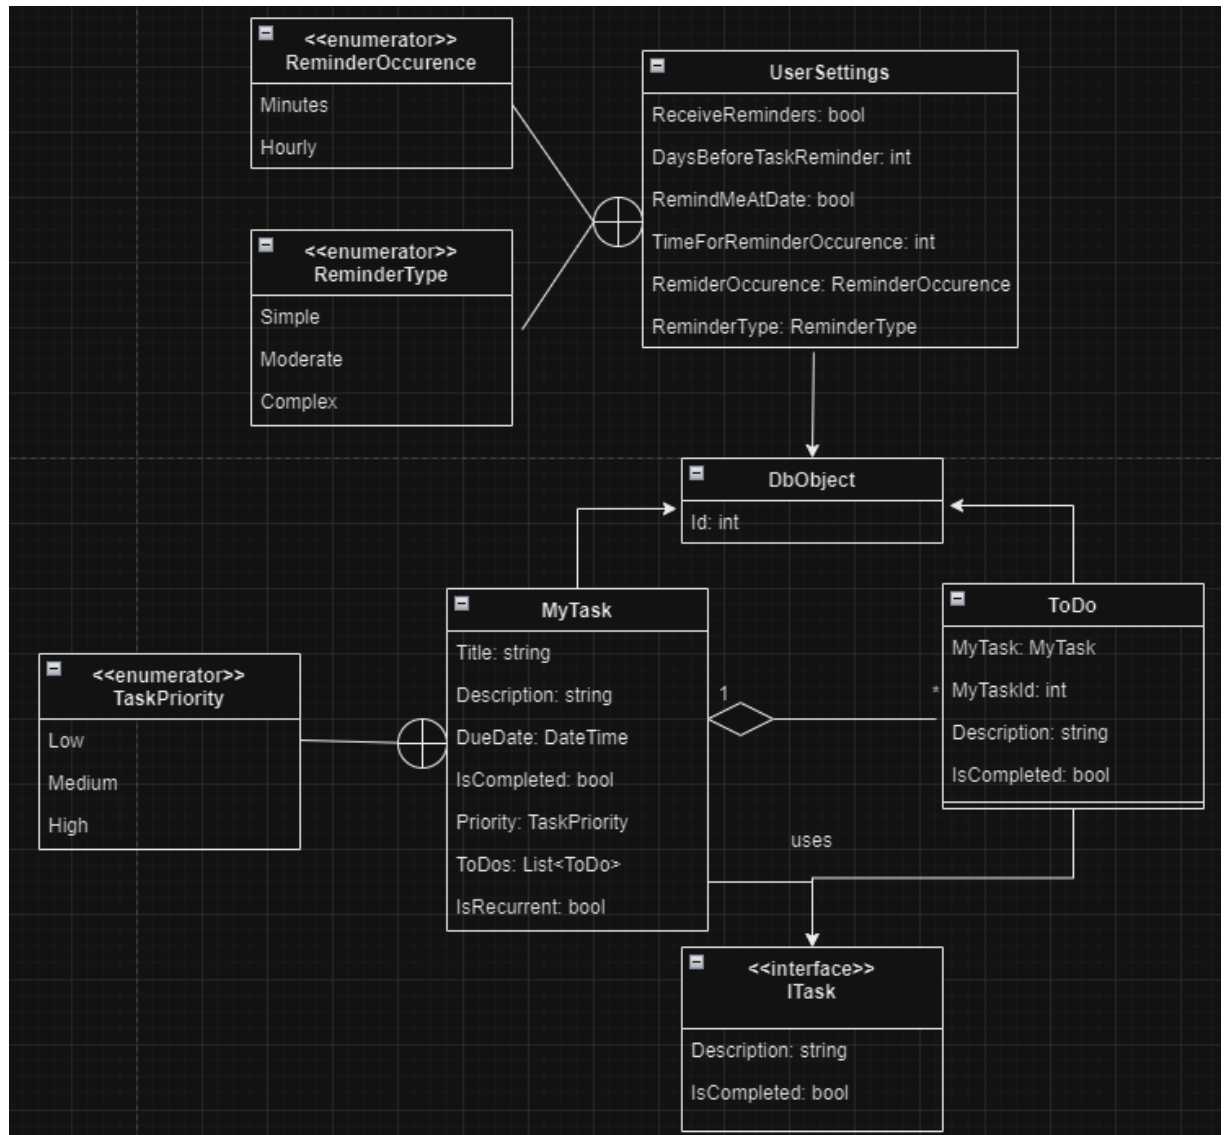 <<enumerator>>
ReminderOccurence
Minutes
Hourly
UserSettings
ReceiveReminders: bool
DaysBeforeTaskReminder: int
RemindMeAtDate: bool
TimeForReminderOccurence: int
RemiderOccurence: ReminderOccurence
ReminderType: ReminderType
<<enumerator>>
ReminderType
Simple
Moderate
Complex
DbObject
Id: int
MyTask
Title: string
Description: string
DueDate: DateTime
IsCompleted: bool
Priority: TaskPriority
ToDos: List<ToDo>
IsRecurrent: bool
1
*
ToDo
MyTask: MyTask
MyTaskId: int
Description: string
IsCompleted: bool
<<enumerator>>
TaskPriority
Low
Medium
High
uses
<<interface>>
ITask
Description: string
IsCompleted: bool